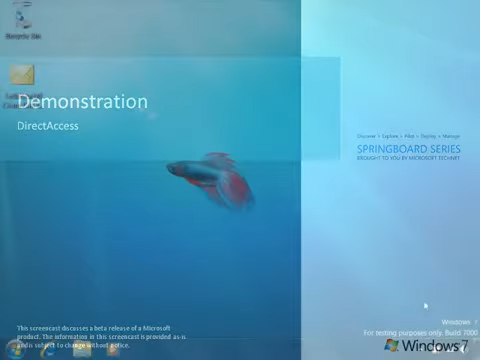 Recycle Bin
Demonstration
DirectAccess
Discover > Explore > Pilot > Deploy > Manage
SPRINGBOARD SERIES
BROUGHT TO YOU BY MICROSOFT TECHNET
Windows 7
For testing purposes only. Build 7000
Windows 7
This screencast discusses a beta release of a Microsoft
product. The information in this screencast is provided as-is
and is subject to change without notice.